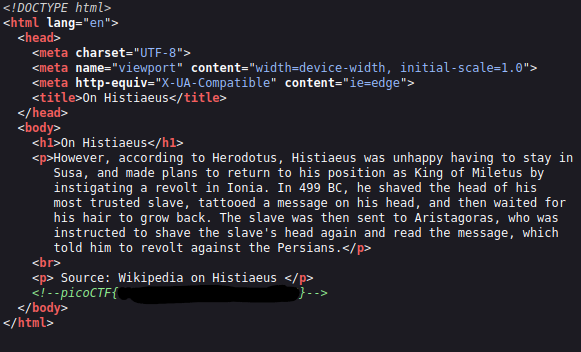 <!DOCTYPE html>
<html lang="en">
<head>
<meta charset="UTF-8">
<meta name="viewport" content="width=device-width, initial-scale=1.0">
<meta http-equiv="X-UA-Compatible" content="ie=edge">
<title>On Histiaeus</title>
</head>
<body>
<h1>On Histiaeus</h1>
<p>However, according to Herodotus, Histiaeus was unhappy having to stay in
Susa, and made plans to return to his position as King of Miletus by
instigating a revolt in Ionia. In 499 BC, he shaved the head of his
most trusted slave, tattooed a message on his head, and then waited for
his hair to grow back. The slave was then sent to Aristagoras, who was
instructed to shave the slave's head again and read the message, which
told him to revolt against the Persians.</p>
<br>
<p> Source: Wikipedia on Histiaeus </p>
<!--picoCTF{ }-->
</body>
</html>